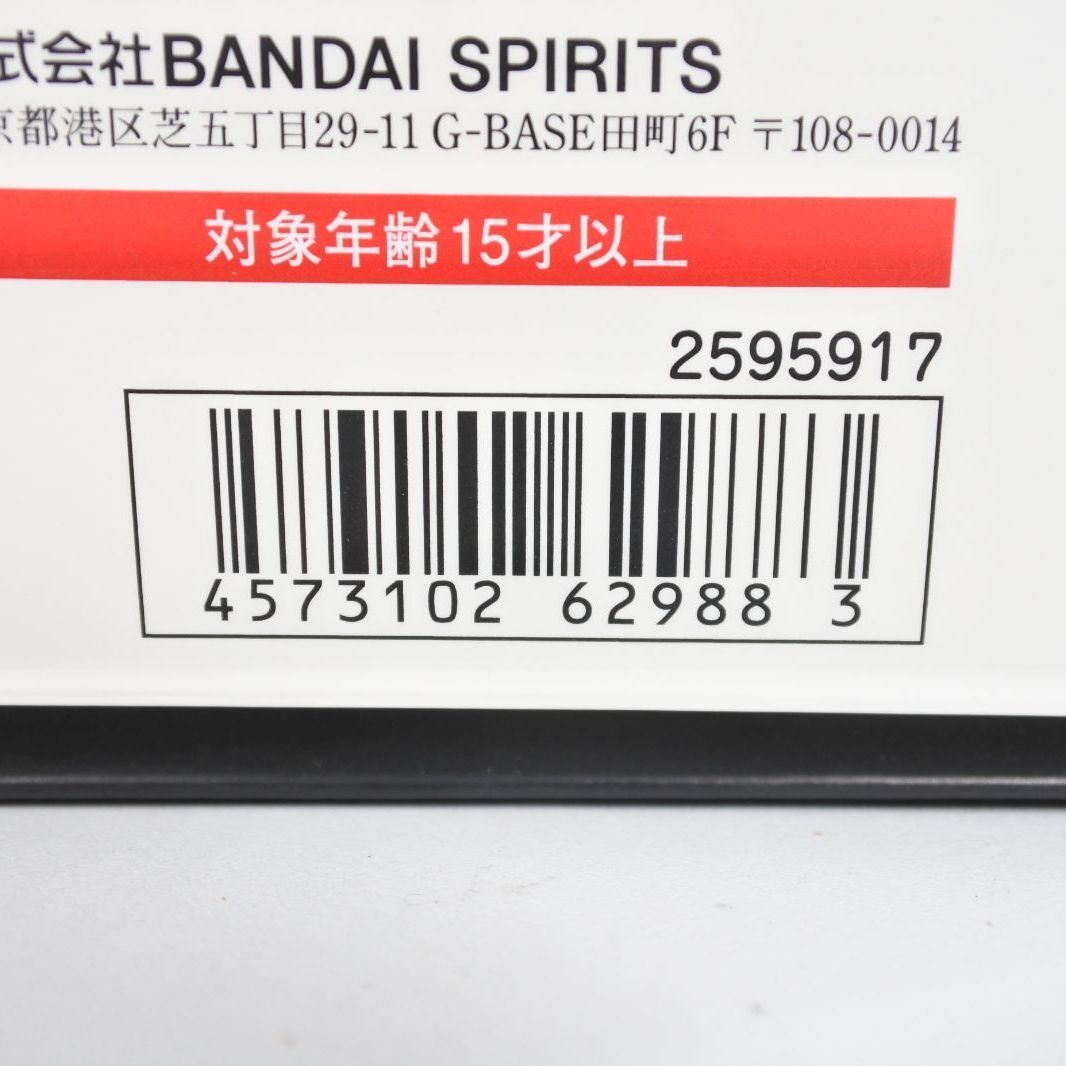 式会社BANDAI SPIRITS
京都港区芝五丁目29-11 G-BASE田町6F 〒108-0014
対象年齢15才以上
2595917
4573102 62988 3